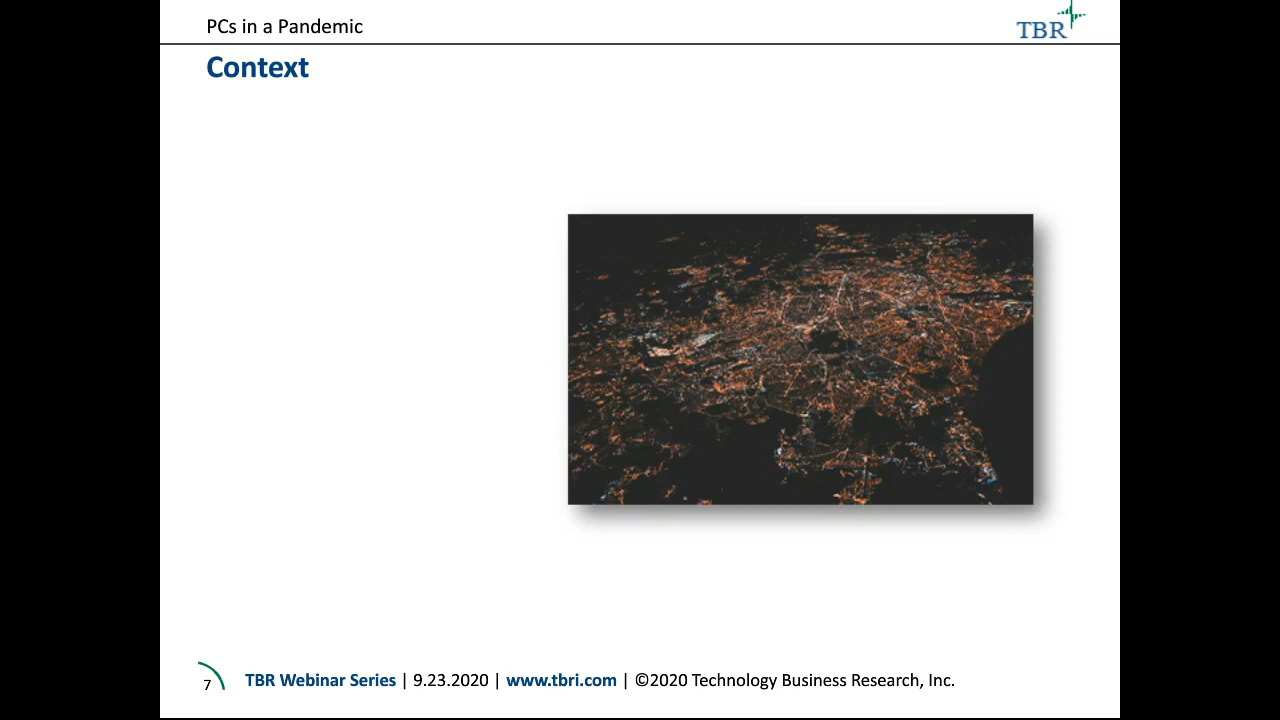 PCs in a Pandemic
TBR
Context
7
TBR Webinar Series | 9.23.2020 | www.tbri.com | ©2020 Technology Business Research, Inc.